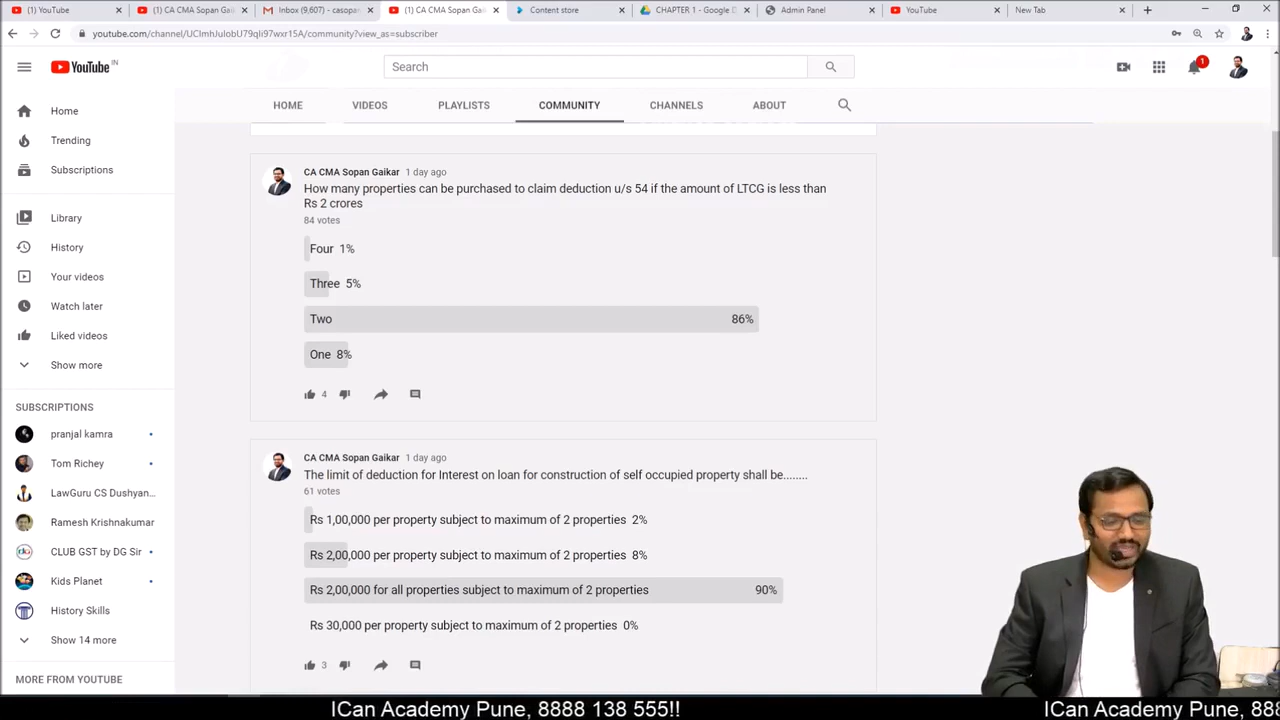 (1) YouTube
(1) CA CMA Sopan Gai
Inbox (9,607) - casopan
(1) CA CMA Sopan Gai
Content store
CHAPTER 1 - Google D
Admin Panel
YouTube
New Tab
youtube.com/channel/UCImhJulobU79qli97wxr15A/community?view_as=subscriber
YouTube IN
Search
1
HOME
VIDEOS
PLAYLISTS
COMMUNITY
CHANNELS
ABOUT
Home
Trending
Subscriptions
Library
History
Your videos
Watch later
Liked videos
Show more
SUBSCRIPTIONS
pranjal kamra
Tom Richey
LawGuru CS Dushyan...
Ramesh Krishnakumar
CLUB GST by DG Sir
Kids Planet
History Skills
Show 14 more
MORE FROM YOUTUBE
CA CMA Sopan Gaikar 1 day ago
How many properties can be purchased to claim deduction u/s 54 if the amount of LTCG is less than
Rs 2 crores
84 votes
Four 1%
Three 5%
Two 86%
One 8%
4
CA CMA Sopan Gaikar 1 day ago
The limit of deduction for Interest on loan for construction of self occupied property shall be........
61 votes
Rs 1,00,000 per property subject to maximum of 2 properties 2%
Rs 2,00,000 per property subject to maximum of 2 properties 8%
Rs 2,00,000 for all properties subject to maximum of 2 properties 90%
Rs 30,000 per property subject to maximum of 2 properties 0%
3
ICan Academy Pune, 8888 138 555!!
ICan Academy Pune, 888